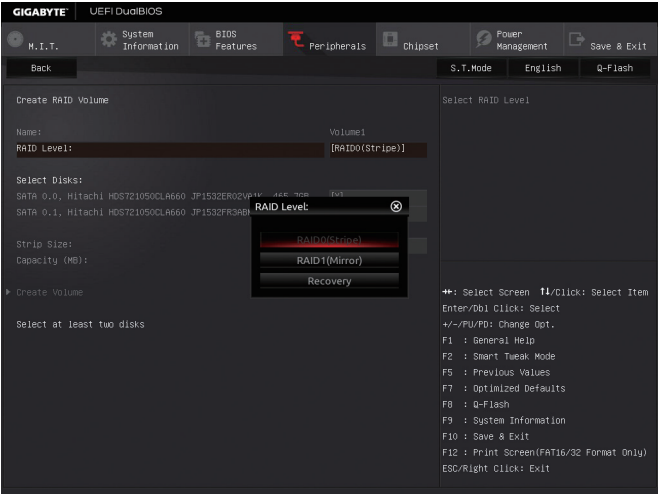 GIGABYTE™ UEFI DualBIOS
M.I.T. System Information BIOS Features Peripherals Chipset Power Management Save & Exit
Back S.T.Mode English Q-Flash
Create RAID Volume
Select RAID Level
Name: Volume1
RAID Level: [RAID0(Stripe)]
Select Disks:
SATA 0.0, Hitachi HDS721050CLA660 JP1532ER02VA1K 465.7GB [X]
SATA 0.1, Hitachi HDS721050CLA660
RAID Level:
RAID0(Stripe)
RAID1(Mirror)
Recovery
Strip Size:
Capacity (MB):
Create Volume
Select at least two disks
→←: Select Screen ↑↓/Click: Select Item
Enter/Dbl Click: Select
+/-/PU/PD: Change Opt.
F1 : General Help
F2 : Smart Tweak Mode
F5 : Previous Values
F7 : Optimized Defaults
F8 : Q-Flash
F9 : System Information
F10 : Save & Exit
F12 : Print Screen(FAT16/32 Format Only)
ESC/Right Click: Exit